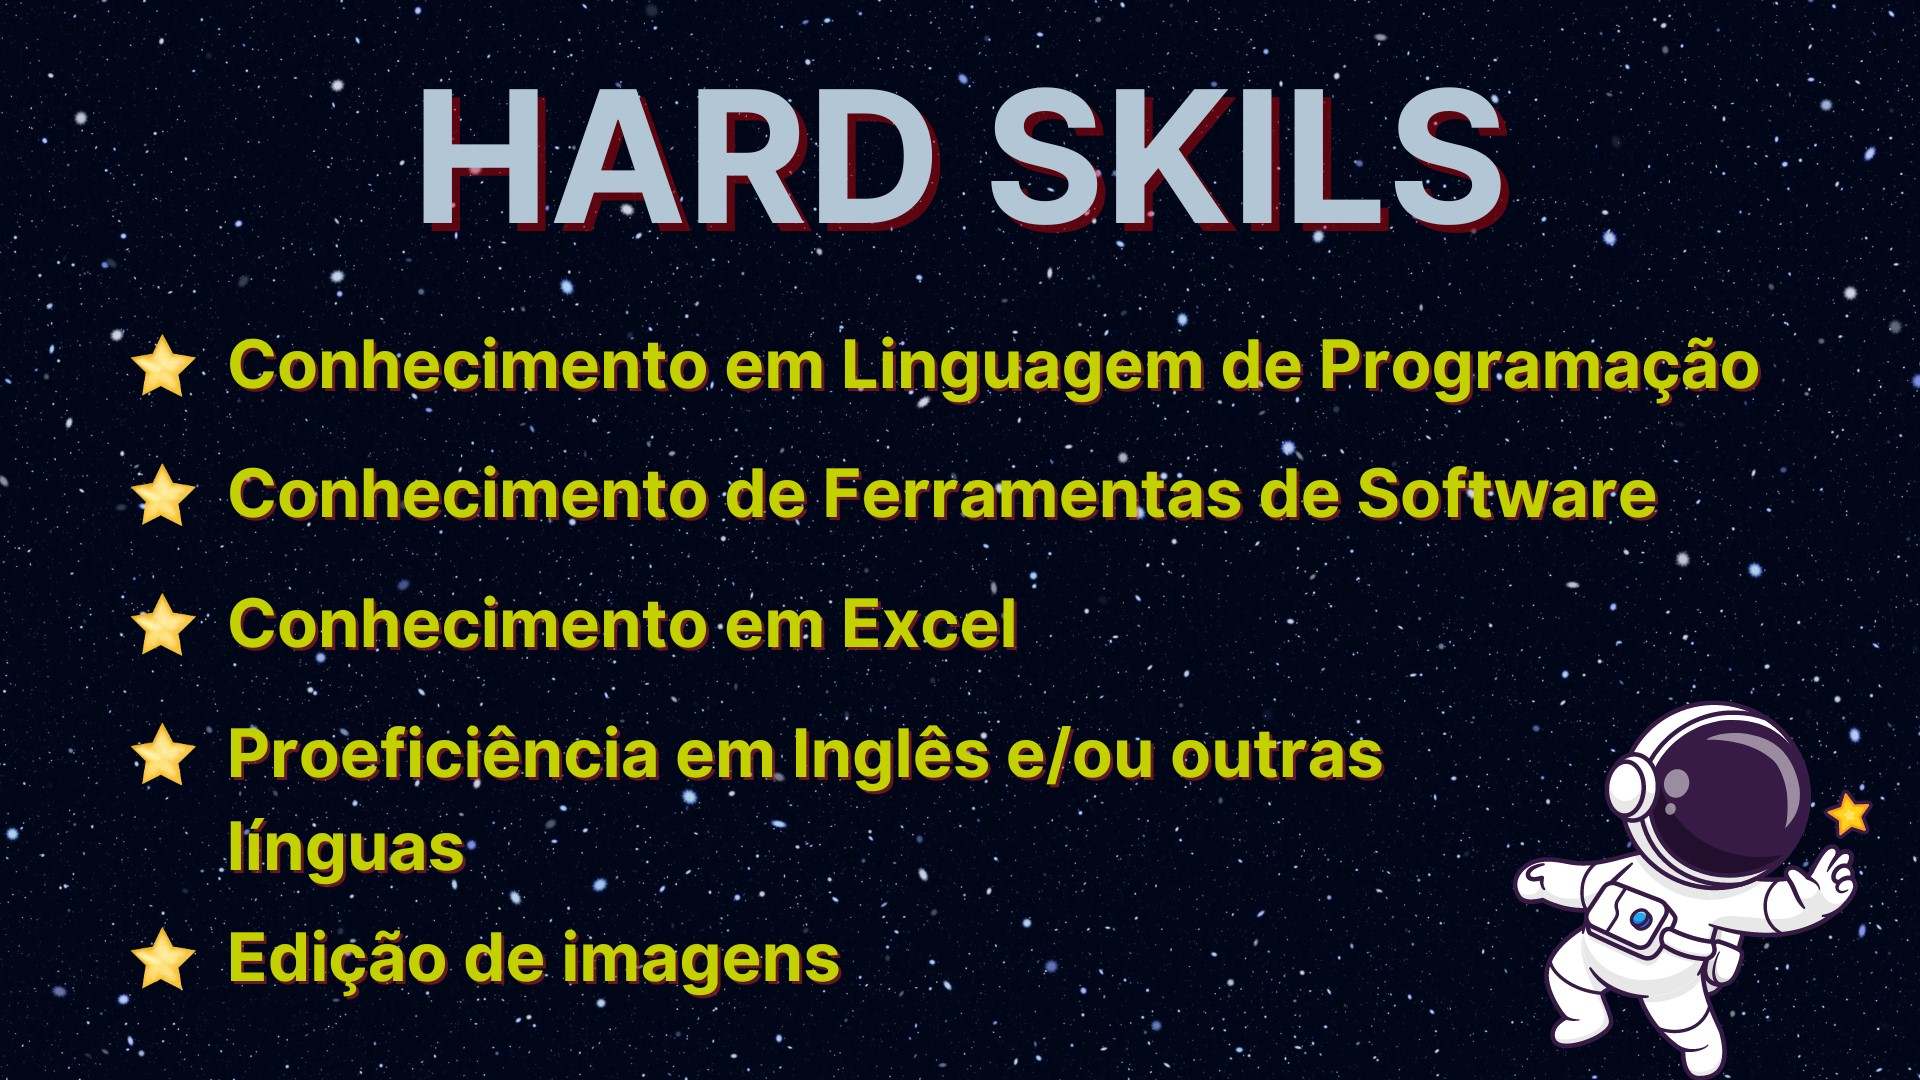 HARD SKILS
Conhecimento em Linguagem de Programação
Conhecimento de Ferramentas de Software
Conhecimento em Excel
Proeficiência em Inglês e/ou outras
línguas
Edição de imagens